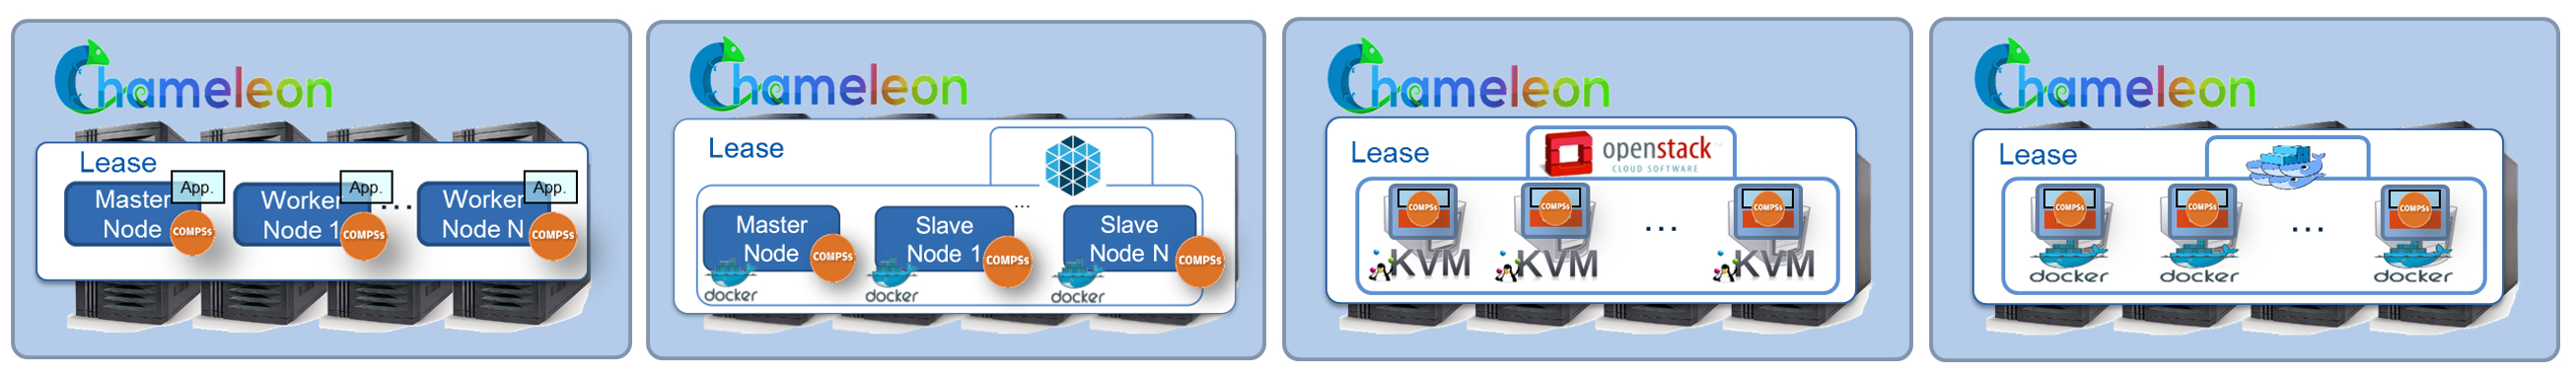 Chameleon
Lease
App.
App.
App.
Master
Node
COMPSs
Worker
Node 1
COMPSs
...
Worker
Node N
COMPSs
Chameleon
Lease
Master
Node
COMPSs
docker
Slave
Node 1
COMPSs
docker
...
Slave
Node N
COMPSs
docker
Chameleon
Lease
openstack
CLOUD SOFTWARE
COMPSs
COMPSs
...
COMPSs
KVM
KVM
KVM
Chameleon
Lease
COMPSs
COMPSs
...
COMPSs
docker
docker
docker